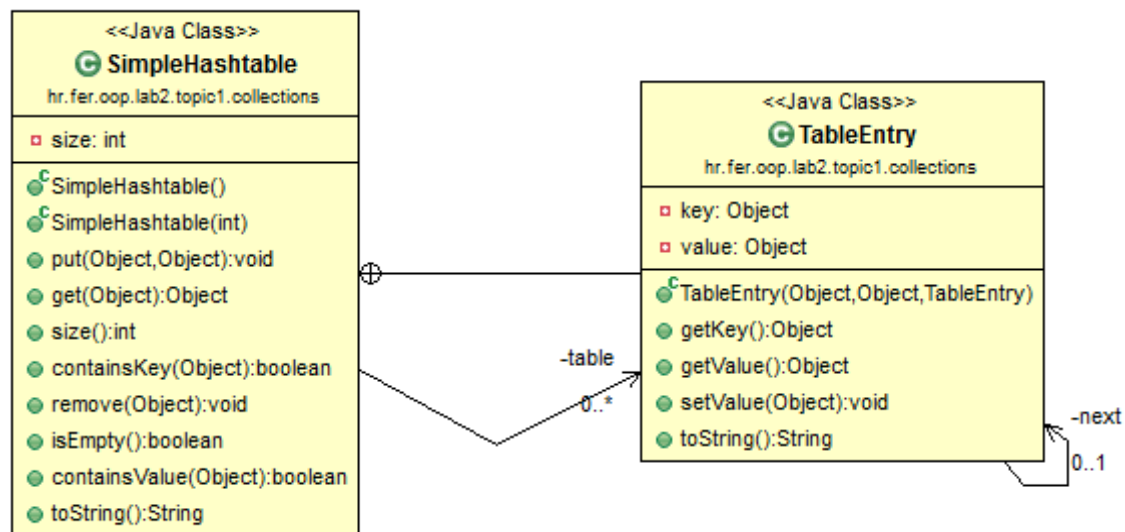 <<Java Class>>
C SimpleHashtable
hr.fer.oop.lab2.topic1.collections
size: int
C SimpleHashtable()
C SimpleHashtable(int)
put(Object,Object):void
get(Object):Object
size():int
containsKey(Object):boolean
remove(Object):void
isEmpty():boolean
containsValue(Object):boolean
toString():String
-table
0..*
<<Java Class>>
C TableEntry
hr.fer.oop.lab2.topic1.collections
key: Object
value: Object
C TableEntry(Object,Object,TableEntry)
getKey():Object
getValue():Object
setValue(Object):void
toString():String
-next
0..1